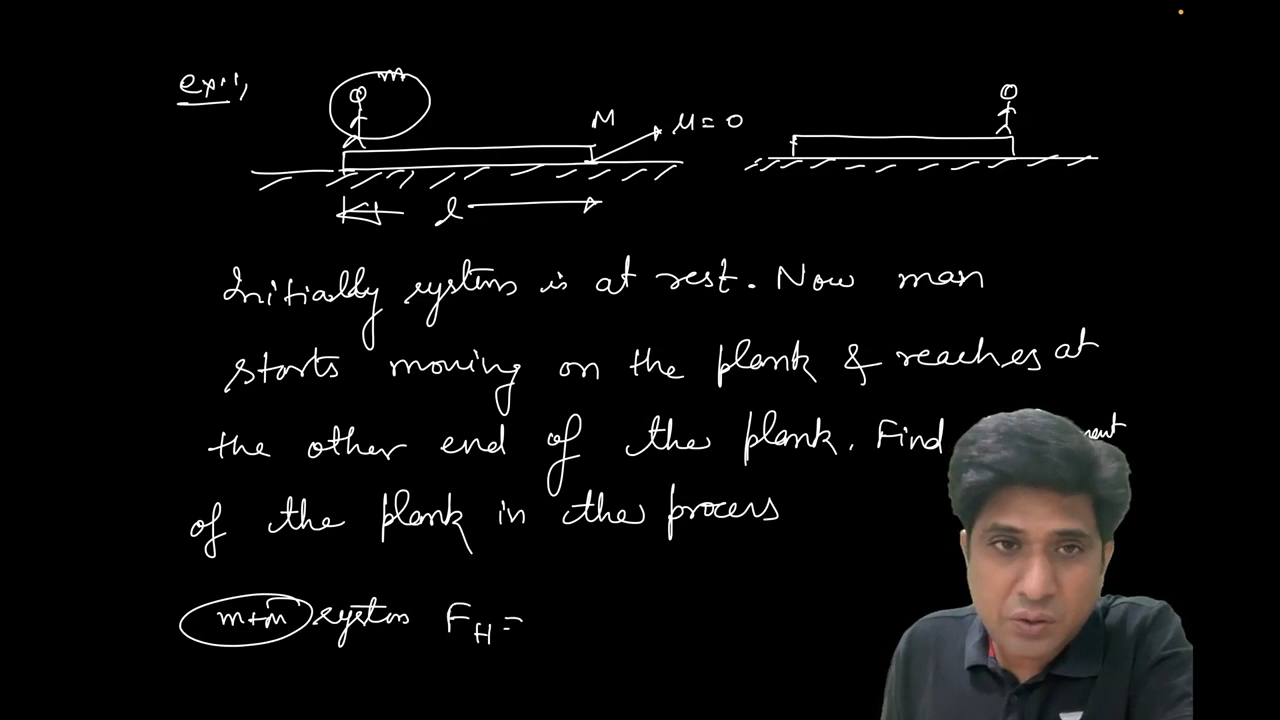 ex:1,
m
M
μ = 0
l
Initially system is at rest. Now man
starts moving on the plank & reaches at
the other end of the plank. Find
of the plank in the process
m+M system F_H =